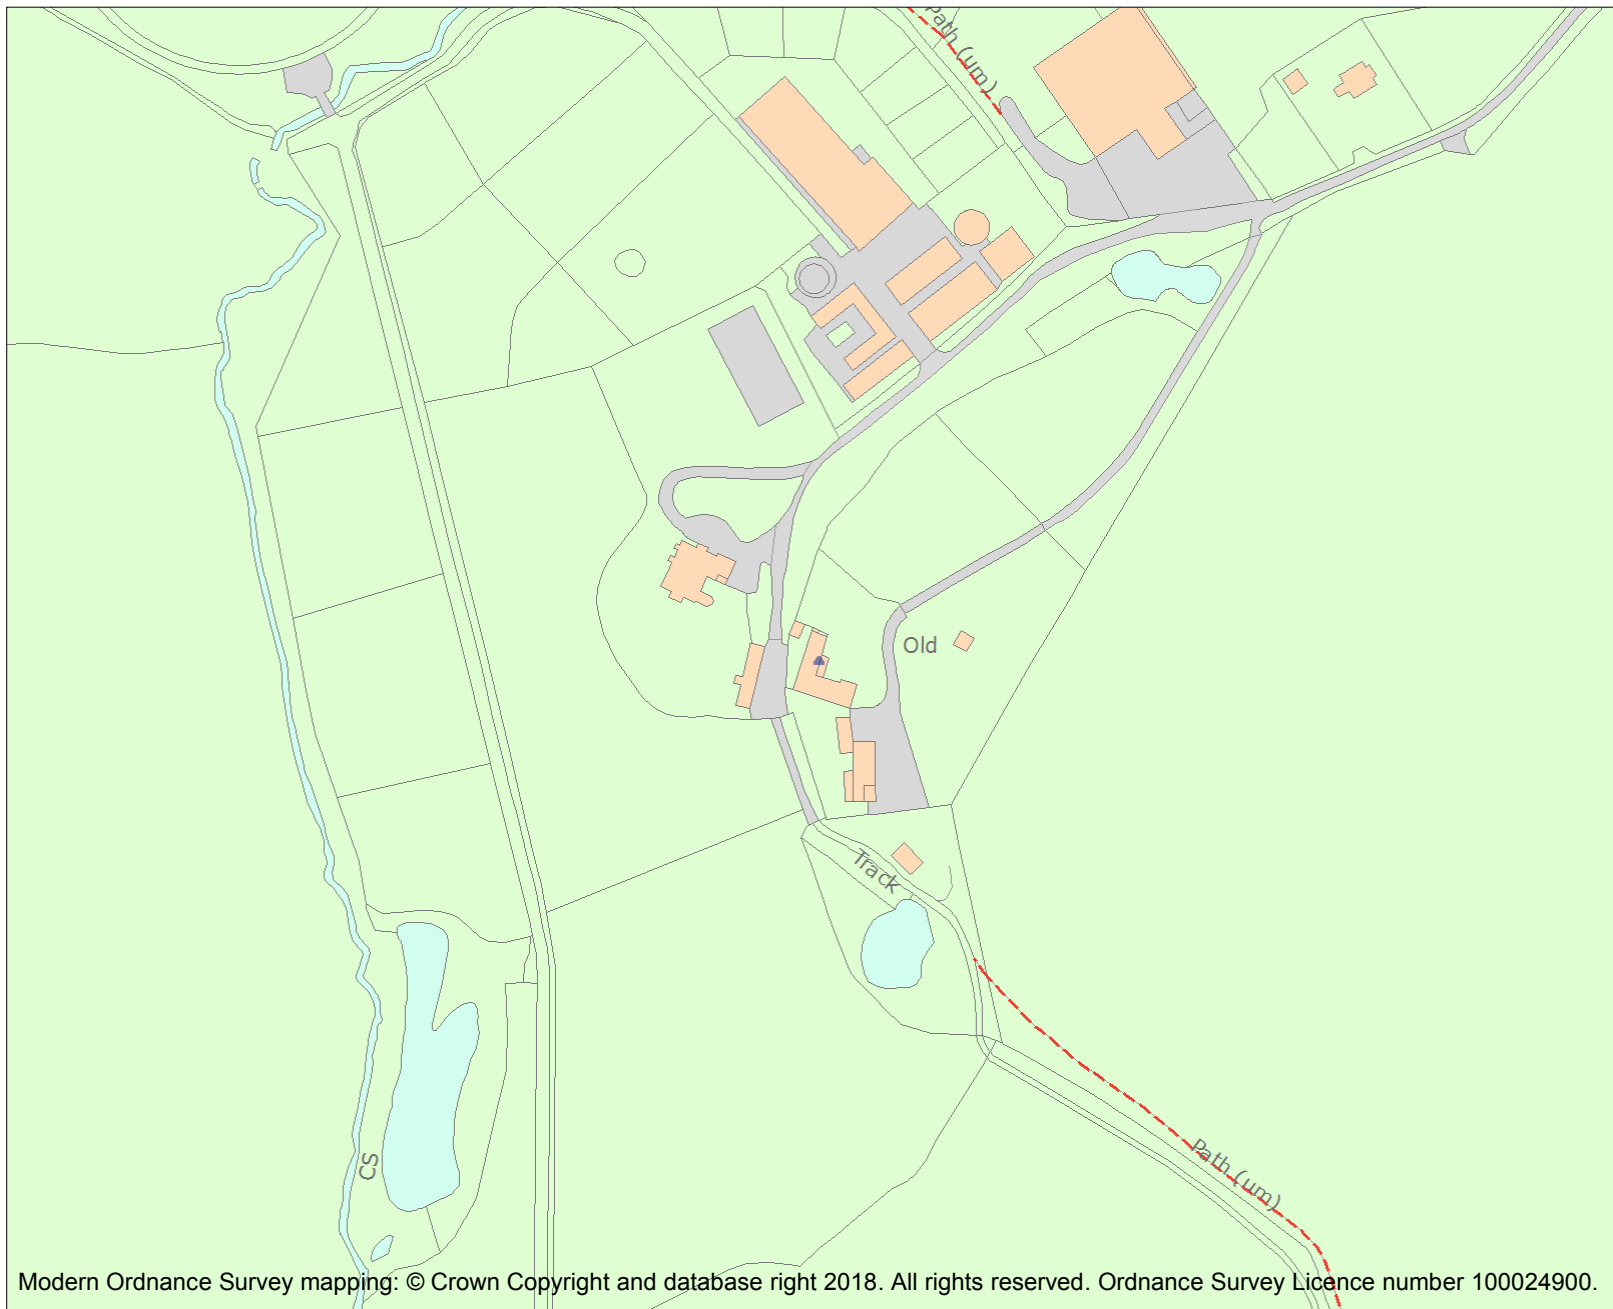 Path (um)
Old
Track
CS
Path (um)
Modern Ordnance Survey mapping: © Crown Copyright and database right 2018. All rights reserved. Ordnance Survey Licence number 100024900.